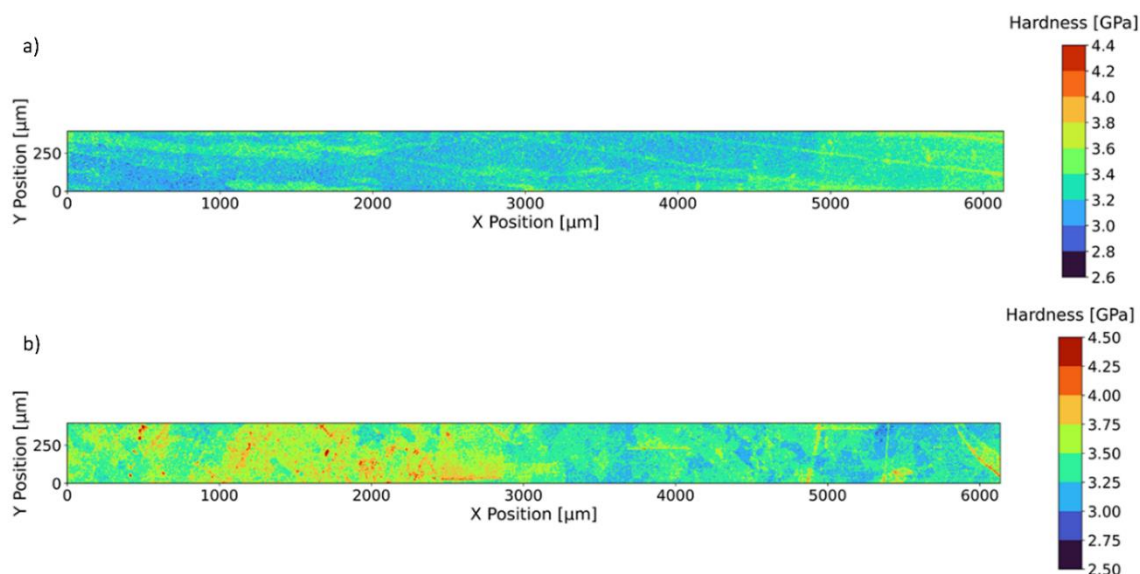 Hardness [GPa]
a)
4.4
4.2
4.0
3.8
3.6
3.4
3.2
3.0
2.8
2.6
Y Position [µm]
250
0
0 1000 2000 3000 4000 5000 6000
X Position [µm]
Hardness [GPa]
b)
4.50
4.25
4.00
3.75
3.50
3.25
3.00
2.75
2.50
Y Position [µm]
250
0
0 1000 2000 3000 4000 5000 6000
X Position [µm]